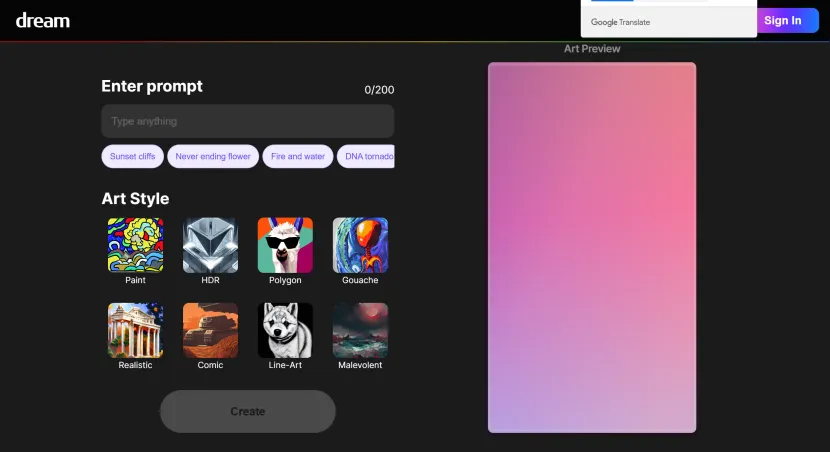 dream
Google Translate
Sign In
Art Preview
Enter prompt
0/200
Type anything
Sunset cliffs
Never ending flower
Fire and water
DNA tornado
Art Style
Paint
HDR
Polygon
Gouache
Realistic
Comic
Line-Art
Malevolent
Create